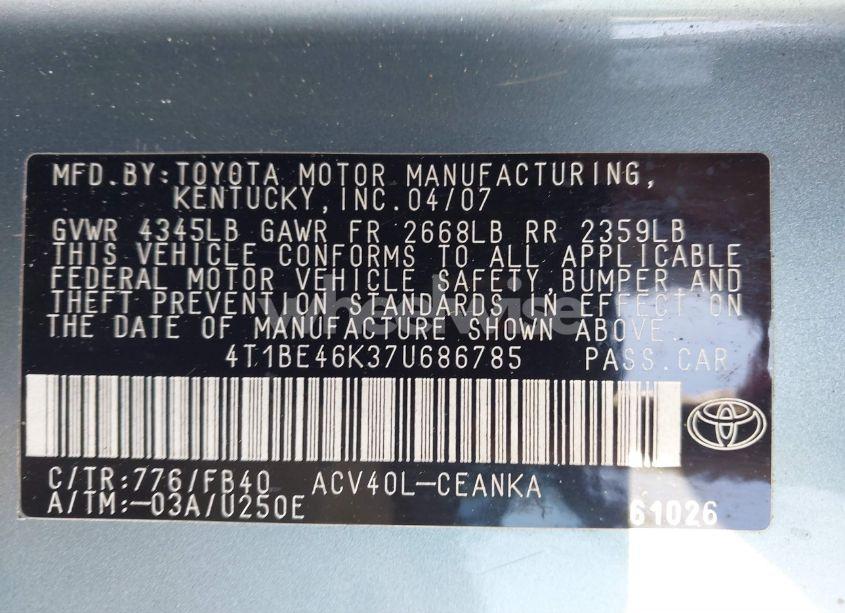 MFD.BY:TOYOTA MOTOR MANUFACTURING,
KENTUCKY,INC.04/07
GVWR 4345LB GAWR FR 2668LB RR 2359LB
THIS VEHICLE CONFORMS TO ALL APPLICABLE
FEDERAL MOTOR VEHICLE SAFETY,BUMPER AND
THEFT PREVENTION STANDARDS IN EFFECT ON
THE DATE OF MANUFACTURE SHOWN ABOVE.
4T1BE46K37U686785 PASS.CAR
C/TR:776/FB40 ACV40L-CEANKA
A/TM:-03A/U250E 61026
wheelwise